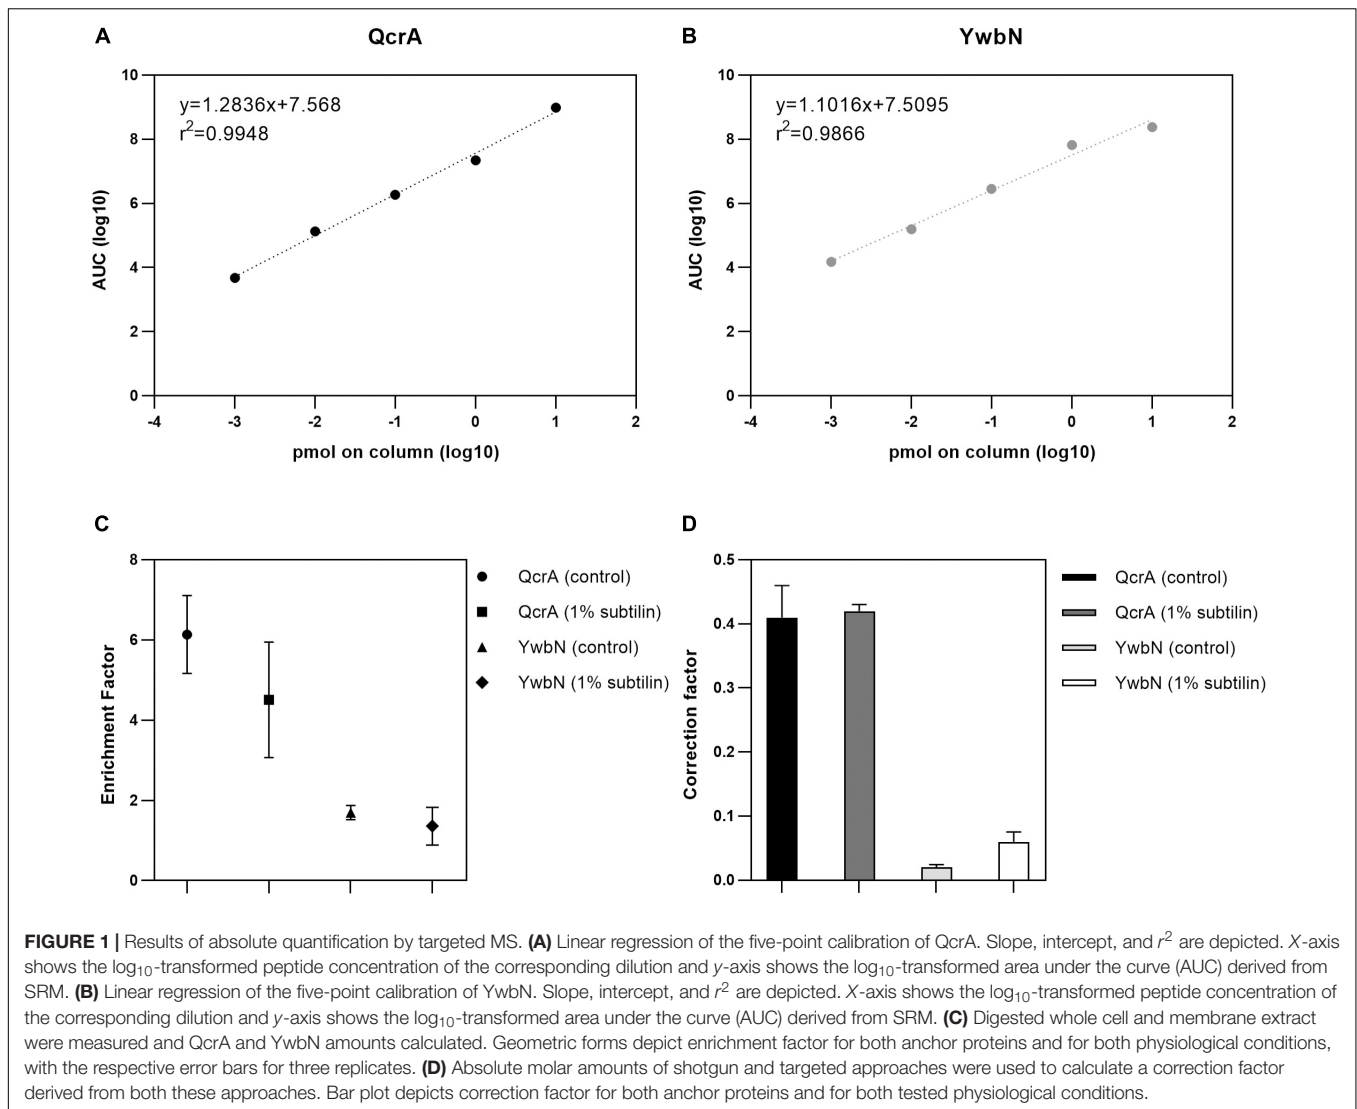 A
QcrA
y=1.2836x+7.568
r²=0.9948
10
8
6
4
2
0
AUC (log10)
-4 -3 -2 -1 0 1 2
pmol on column (log10)
B
YwbN
y=1.1016x+7.5095
r²=0.9866
10
8
6
4
2
0
AUC (log10)
-4 -3 -2 -1 0 1 2
pmol on column (log10)
C
8
6
4
2
0
Enrichment Factor
QcrA (control)
QcrA (1% subtilin)
YwbN (control)
YwbN (1% subtilin)
D
0.5
0.4
0.3
0.2
0.1
0.0
Correction factor
QcrA (control)
QcrA (1% subtilin)
YwbN (control)
YwbN (1% subtilin)
FIGURE 1 | Results of absolute quantification by targeted MS. (A) Linear regression of the five-point calibration of QcrA. Slope, intercept, and r² are depicted. X-axis
shows the log₁₀-transformed peptide concentration of the corresponding dilution and y-axis shows the log₁₀-transformed area under the curve (AUC) derived from
SRM. (B) Linear regression of the five-point calibration of YwbN. Slope, intercept, and r² are depicted. X-axis shows the log₁₀-transformed peptide concentration of
the corresponding dilution and y-axis shows the log₁₀-transformed area under the curve (AUC) derived from SRM. (C) Digested whole cell and membrane extract
were measured and QcrA and YwbN amounts calculated. Geometric forms depict enrichment factor for both anchor proteins and for both physiological conditions,
with the respective error bars for three replicates. (D) Absolute molar amounts of shotgun and targeted approaches were used to calculate a correction factor
derived from both these approaches. Bar plot depicts correction factor for both anchor proteins and for both tested physiological conditions.